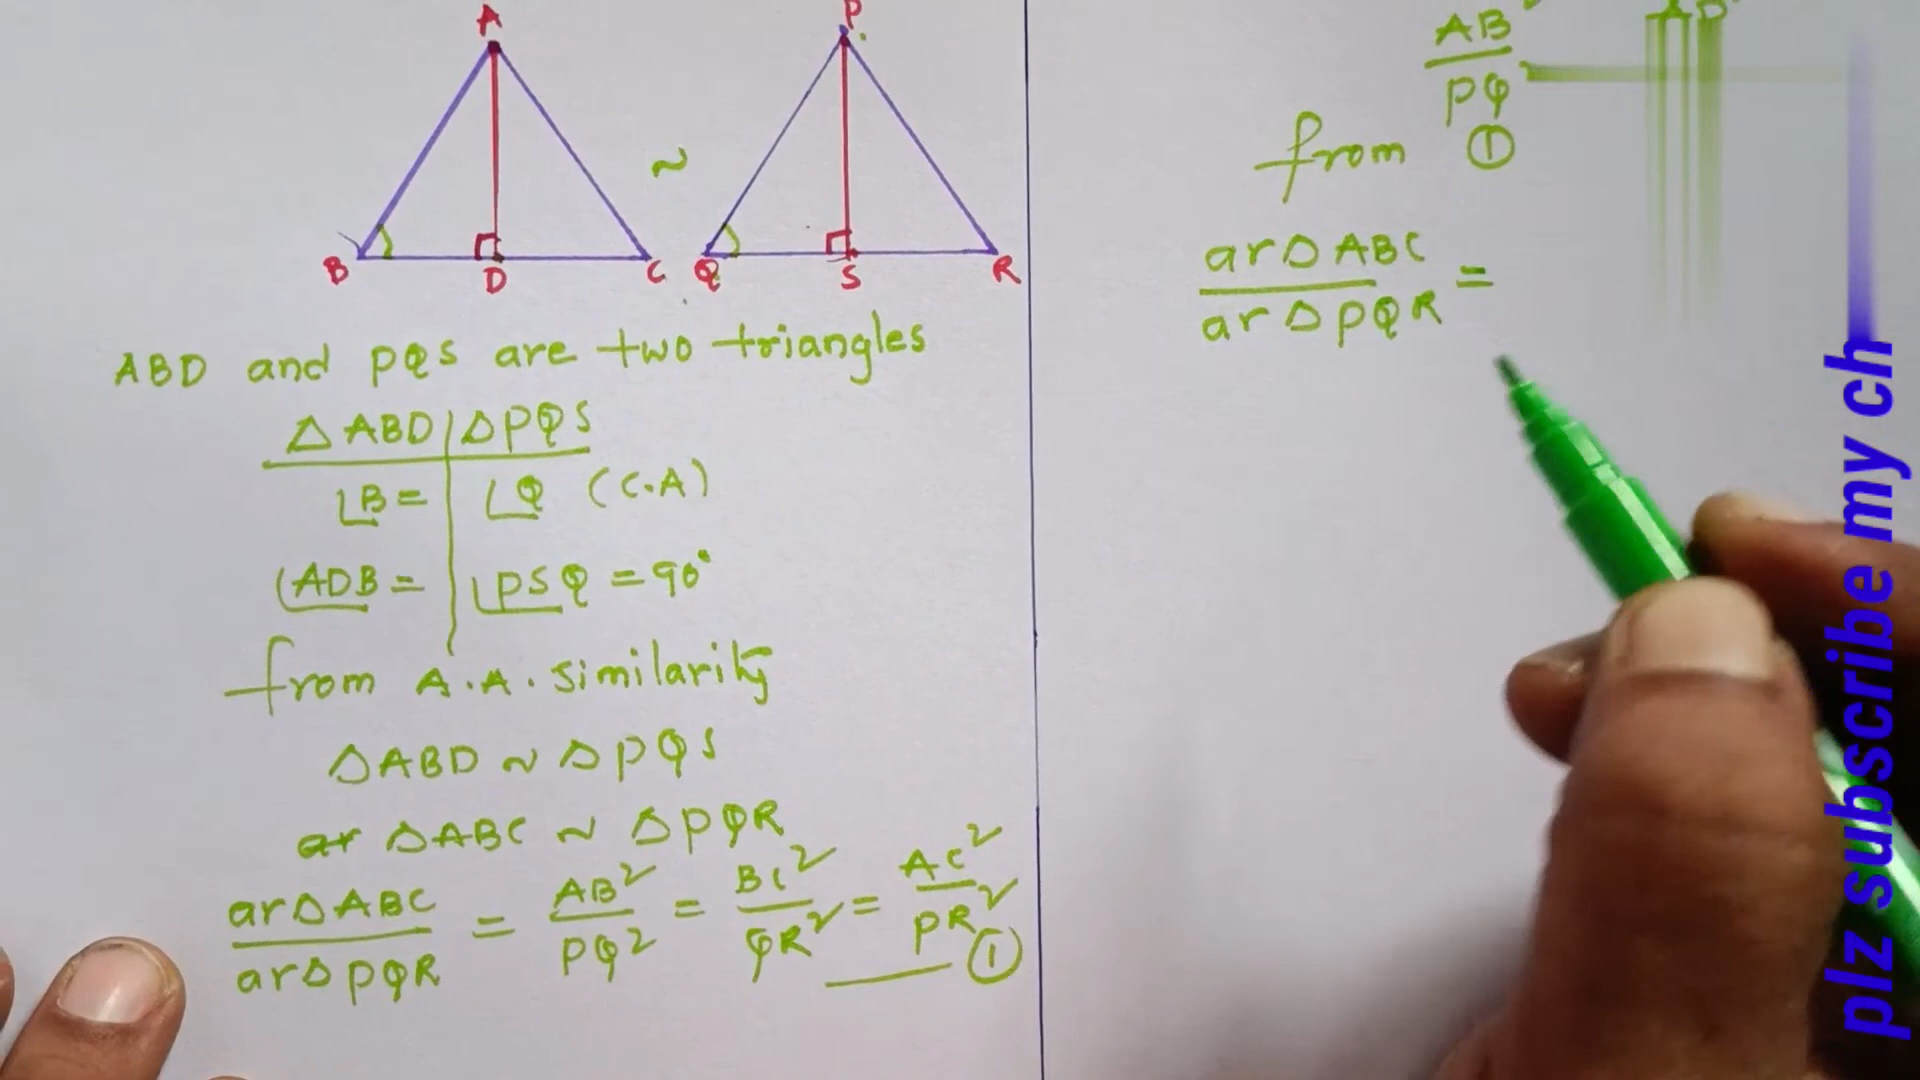 A
P
~
B
D
C
Q
S
R
ABD and PQS are two triangles
△ABD | △PQS
∠B = | ∠Q (C.A)
∠ADB = | ∠PSQ = 90°
from A.A. similarity
△ABD ~ △PQS
△ABC ~ △PQR
ar△ABC / ar△PQR = AB² / PQ² = BC² / QR² = AC² / PR² — ①
AB² / PQ
from ①
ar△ABC / ar△PQR =
plz subscribe my ch